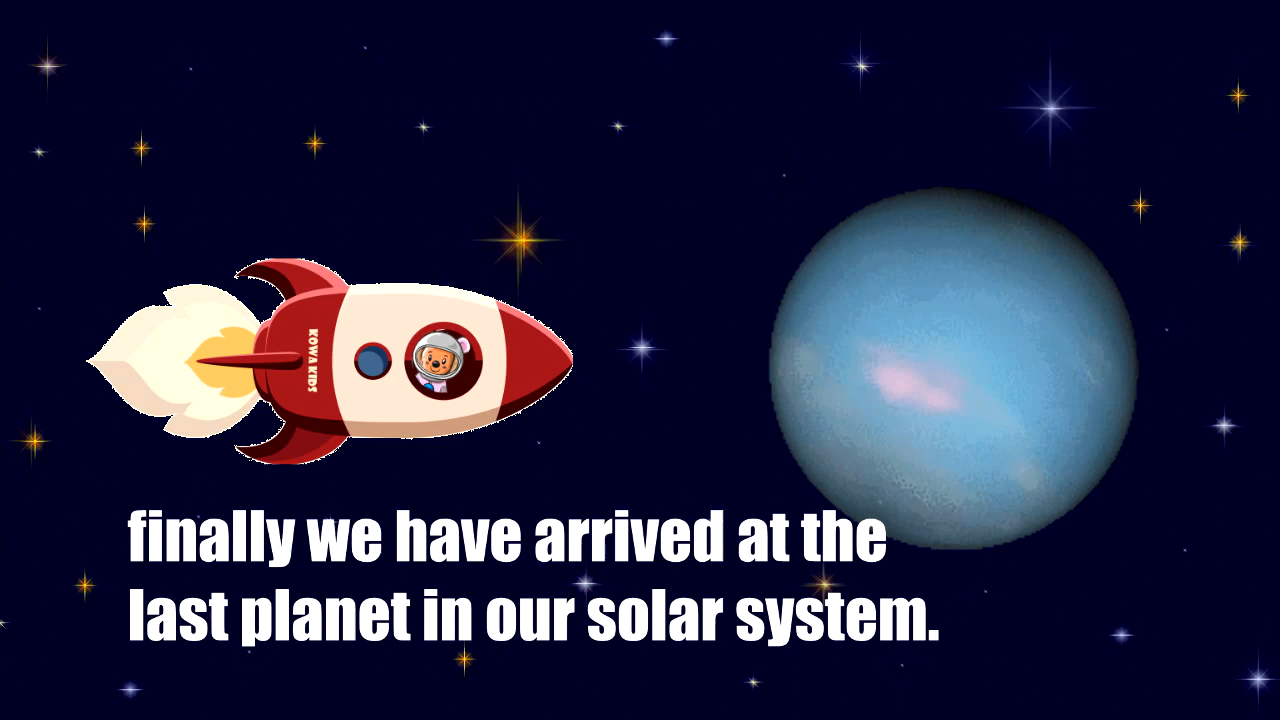 KOWA KIDS
finally we have arrived at the
last planet in our solar system.